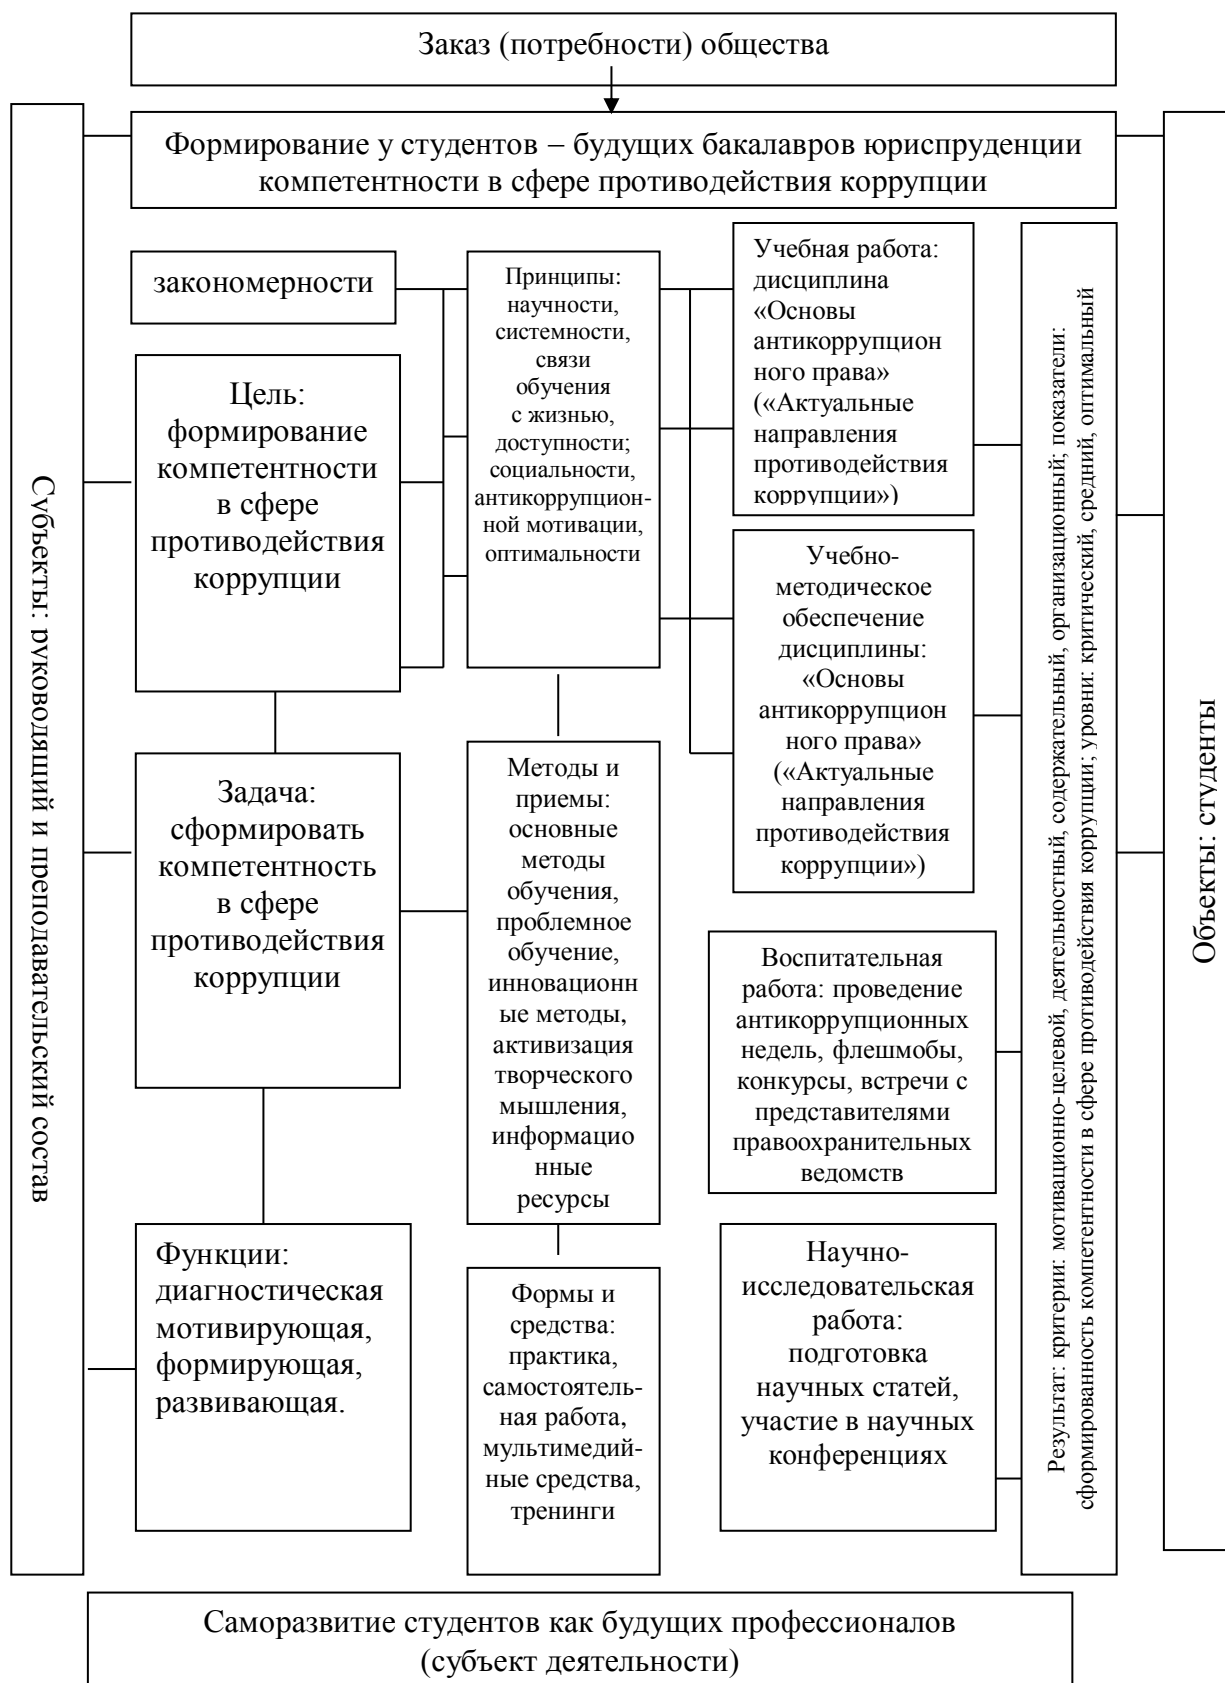 Заказ (потребности) общества
Формирование у студентов – будущих бакалавров юриспруденции
компетентности в сфере противодействия коррупции
Субъекты: руководящий и преподавательский состав
закономерности
Цель:
формирование
компетентности
в сфере
противодействия
коррупции
Задача:
сформировать
компетентность
в сфере
противодействия
коррупции
Функции:
диагностическая
мотивирующая,
формирующая,
развивающая.
Принципы:
научности,
системности,
связи
обучения
с жизнью,
доступности;
социальности,
антикоррупцион-
ной мотивации,
оптимальности
Методы и
приемы:
основные
методы
обучения,
проблемное
обучение,
инновационн
ые методы,
активизация
творческого
мышления,
информацио
нные
ресурсы
Формы и
средства:
практика,
самостоятель-
ная работа,
мультимедий-
ные средства,
тренинги
Учебная работа:
дисциплина
«Основы
антикоррупцион
ного права»
(«Актуальные
направления
противодействия
коррупции»)
Учебно-
методическое
обеспечение
дисциплины:
«Основы
антикоррупцион
ного права»
(«Актуальные
направления
противодействия
коррупции»)
Воспитательная
работа: проведение
антикоррупционных
недель, флешмобы,
конкурсы, встречи с
представителями
правоохранительных
ведомств
Научно-
исследовательская
работа:
подготовка
научных статей,
участие в научных
конференциях
Результат: критерии: мотивационно-целевой, деятельностный, содержательный, организационный; показатели:
сформированность компетентности в сфере противодействия коррупции; уровни: критический, средний, оптимальный
Объекты: студенты
Саморазвитие студентов как будущих профессионалов
(субъект деятельности)